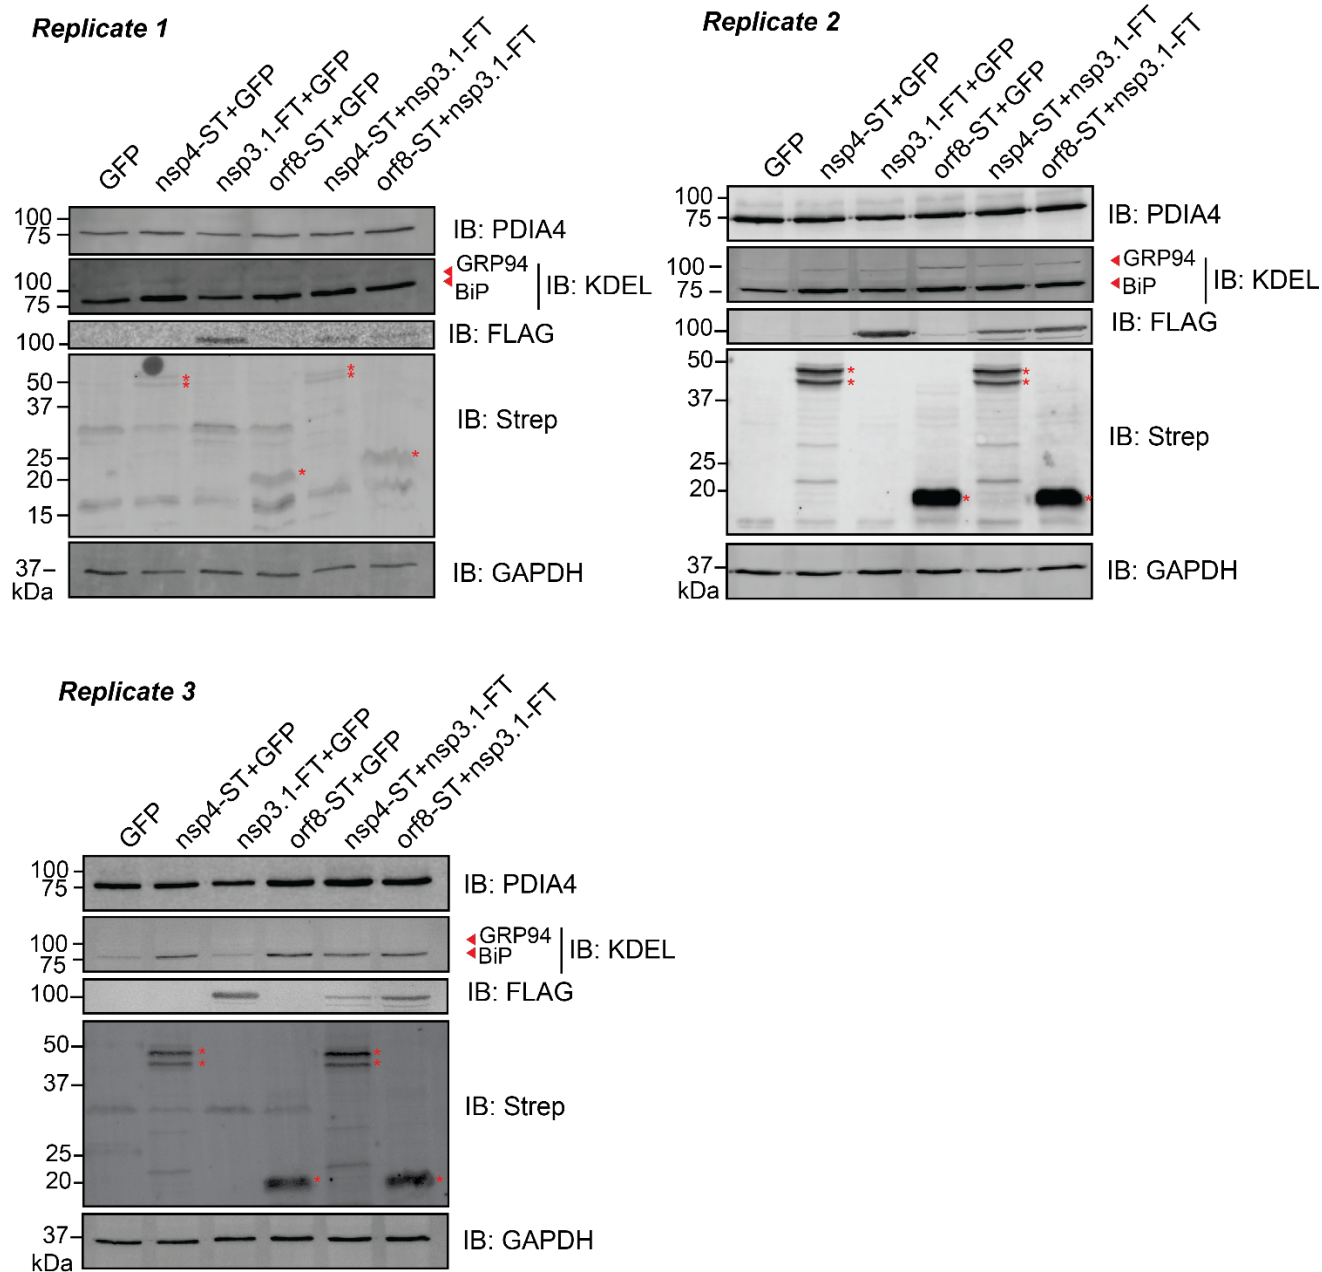 Replicate 1
GFP
nsp4-ST+GFP
nsp3.1-FT+GFP
orf8-ST+GFP
nsp4-ST+nsp3.1-FT
orf8-ST+nsp3.1-FT
100
75
IB: PDIA4
100
75
GRP94
BiP
IB: KDEL
100
IB: FLAG
50
37
25
20
15
*
*
*
*
*
*
IB: Strep
37
kDa
IB: GAPDH
Replicate 2
GFP
nsp4-ST+GFP
nsp3.1-FT+GFP
orf8-ST+GFP
nsp4-ST+nsp3.1-FT
orf8-ST+nsp3.1-FT
100
75
IB: PDIA4
100
75
GRP94
BiP
IB: KDEL
100
IB: FLAG
50
37
25
20
*
*
*
*
*
*
IB: Strep
37
kDa
IB: GAPDH
Replicate 3
GFP
nsp4-ST+GFP
nsp3.1-FT+GFP
orf8-ST+GFP
nsp4-ST+nsp3.1-FT
orf8-ST+nsp3.1-FT
100
75
IB: PDIA4
100
75
GRP94
BiP
IB: KDEL
100
IB: FLAG
50
37
25
20
*
*
*
*
*
*
IB: Strep
37
kDa
IB: GAPDH